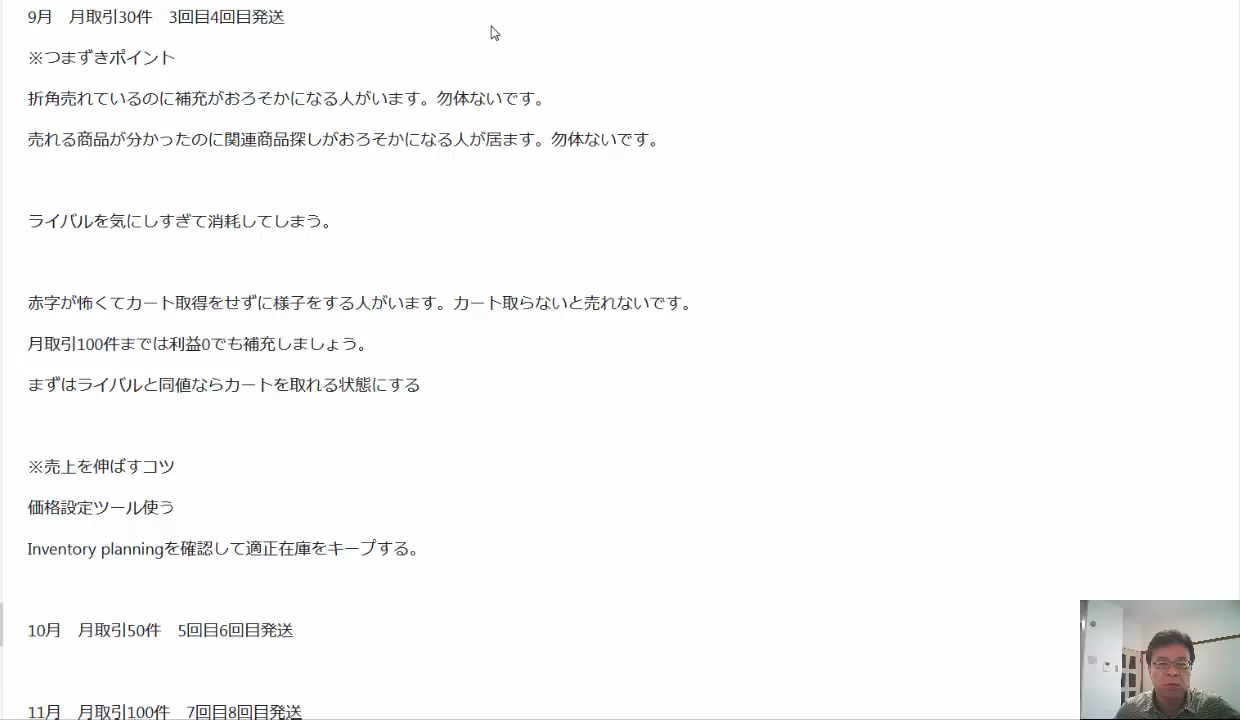 9月　月取引30件　3回目4回目発送
※つまずきポイント
折角売れているのに補充がおろそかになる人がいます。勿体ないです。
売れる商品が分かったのに関連商品探しがおろそかになる人が居ます。勿体ないです。
ライバルを気にしすぎて消耗してしまう。
赤字が怖くてカート取得をせずに様子をする人がいます。カート取らないと売れないです。
月取引100件までは利益0でも補充しましょう。
まずはライバルと同値ならカートを取れる状態にする
※売上を伸ばすコツ
価格設定ツール使う
Inventory planningを確認して適正在庫をキープする。
10月　月取引50件　5回目6回目発送
11月　月取引100件　7回目8回目発送